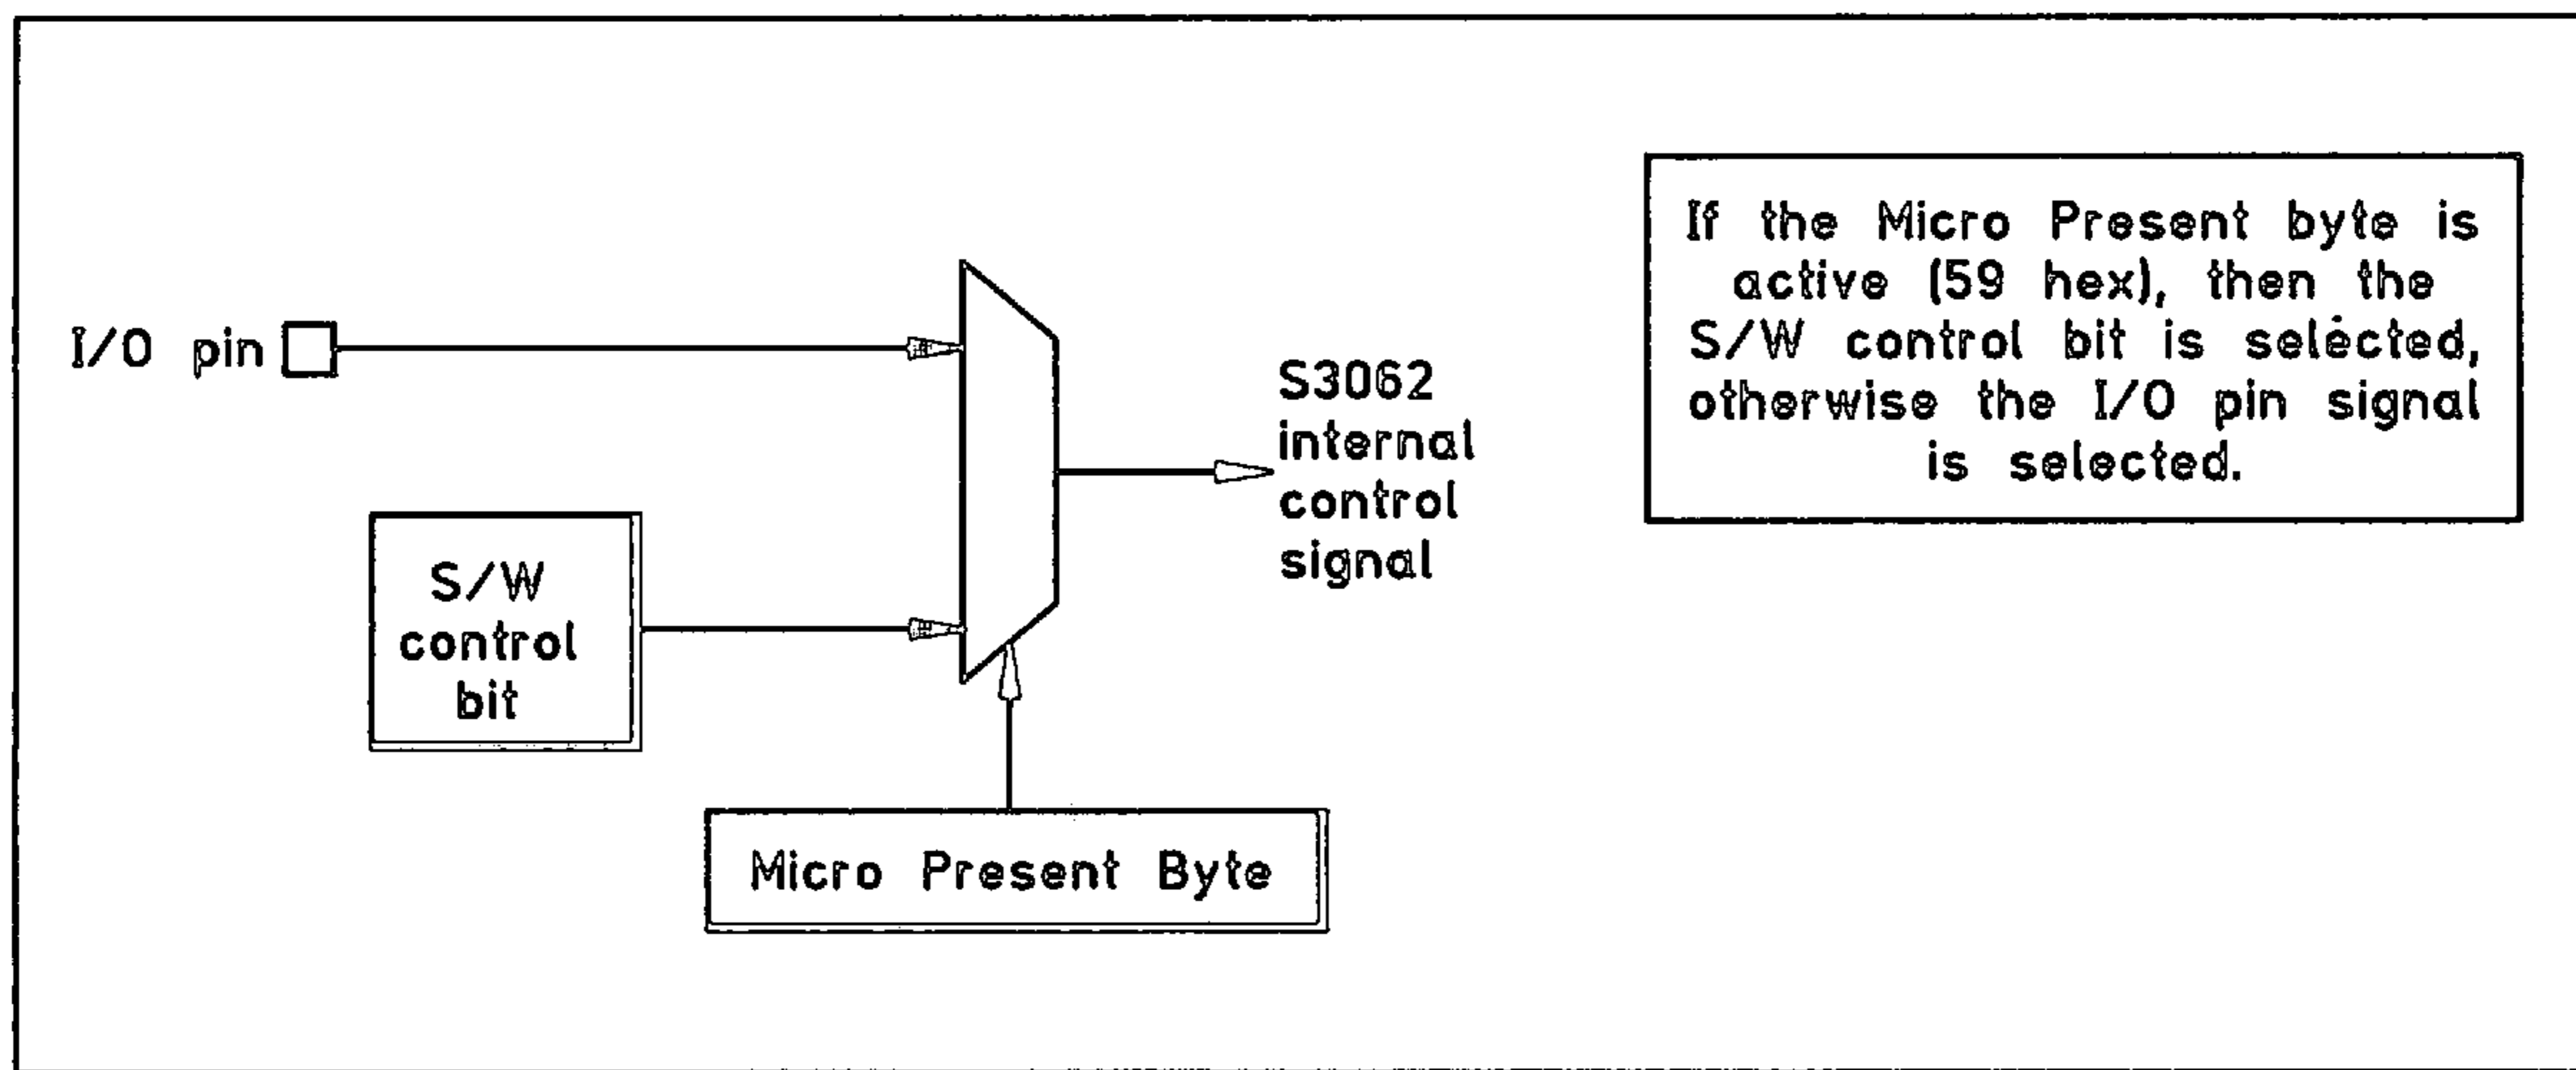 I/O pin
S/W
control
bit
Micro Present Byte
S3062
internal
control
signal
If the Micro Present byte is
active (59 hex), then the
S/W control bit is selected,
otherwise the I/O pin signal
is selected.